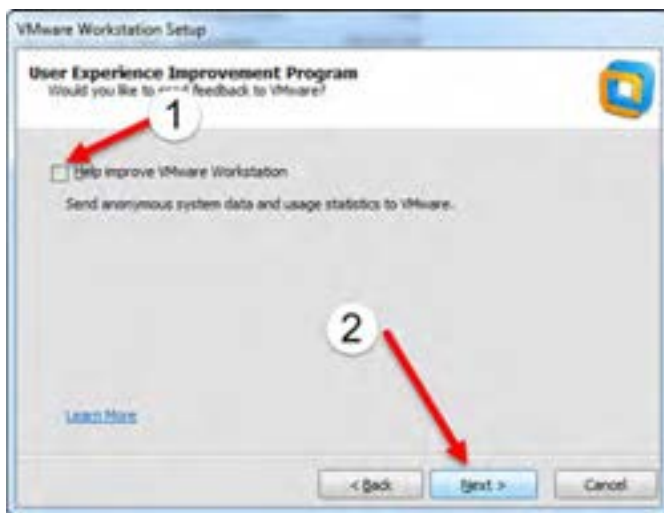 VMware Workstation Setup
User Experience Improvement Program
Would you like to send feedback to VMware?
1
Help improve VMware Workstation
Send anonymous system data and usage statistics to VMware.
2
Learn More
< Back
Next >
Cancel